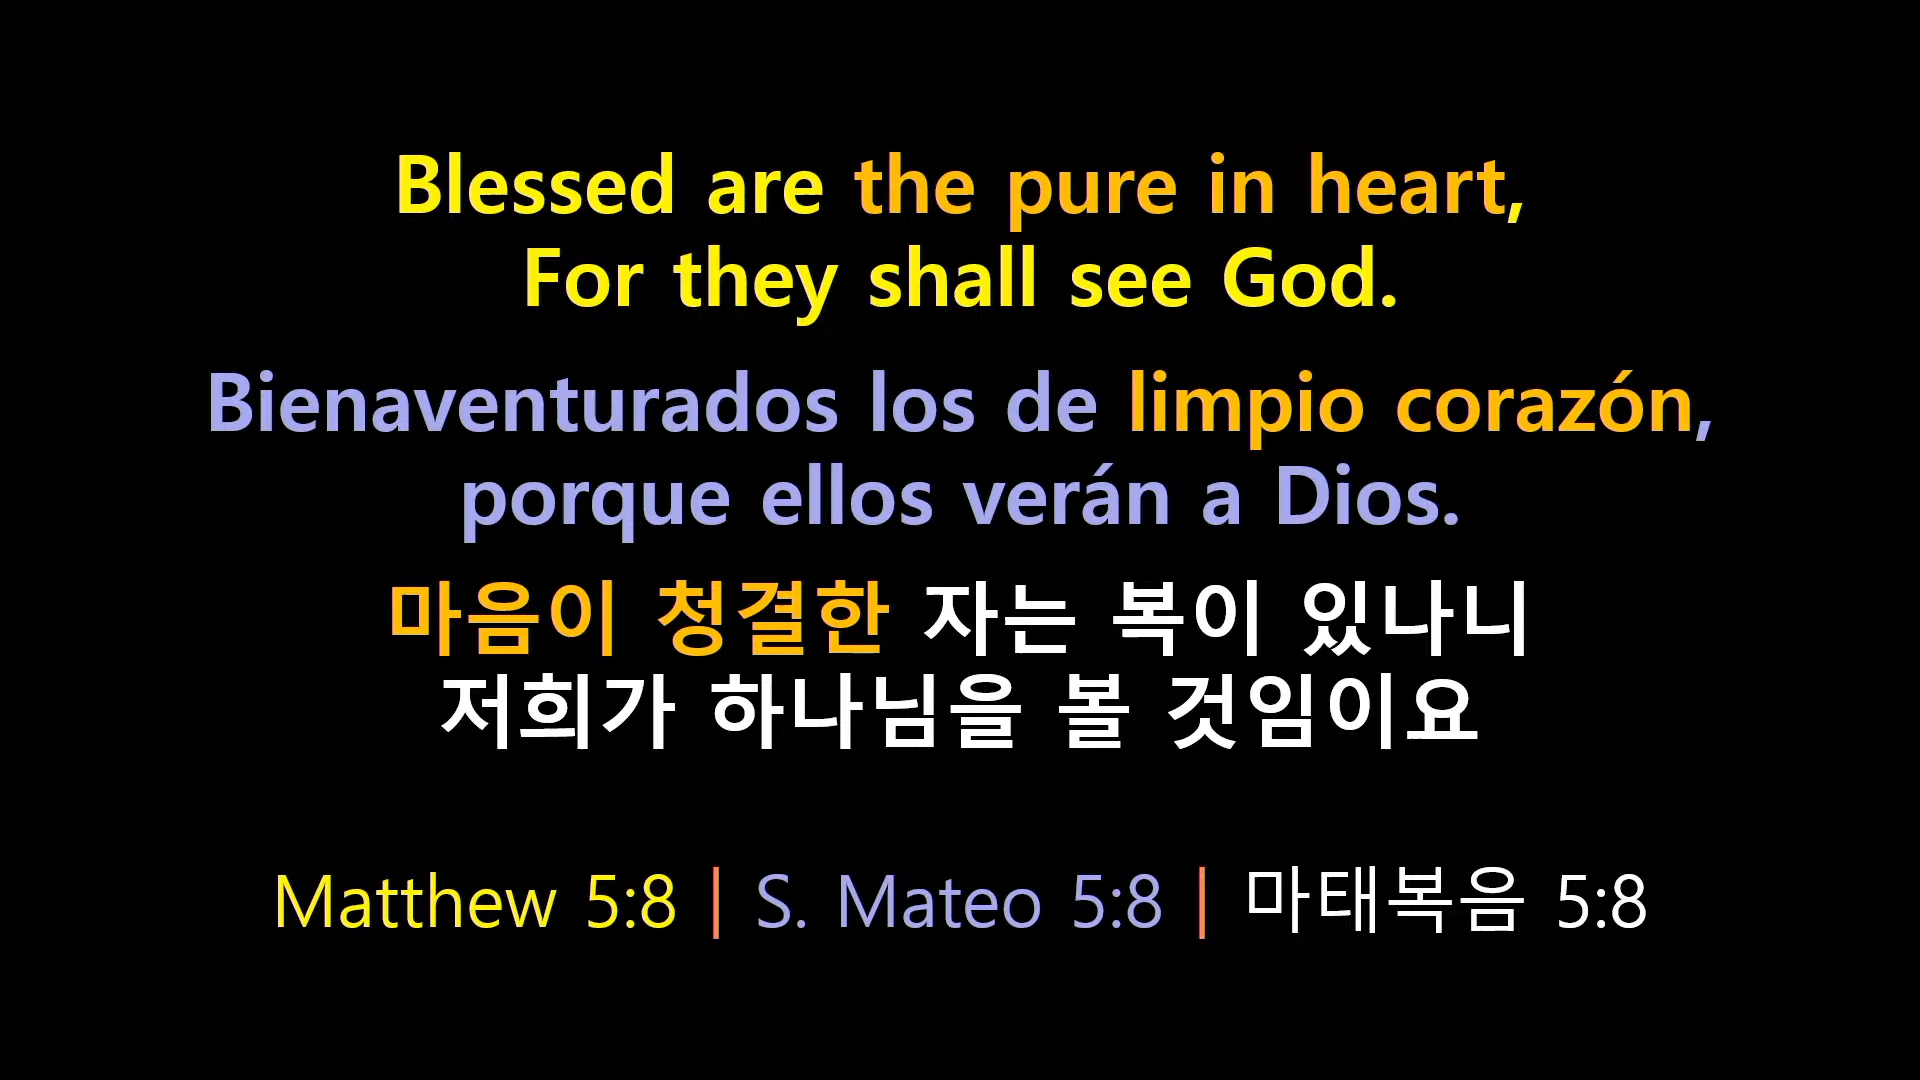 Blessed are the pure in heart,
For they shall see God.
Bienaventurados los de limpio corazón,
porque ellos verán a Dios.
마음이 청결한 자는 복이 있나니
저희가 하나님을 볼 것임이요
Matthew 5:8 | S. Mateo 5:8 | 마태복음 5:8